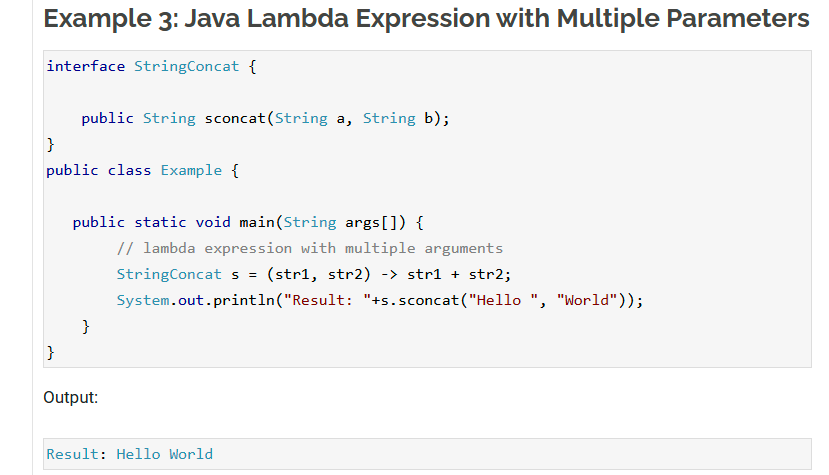 Example 3: Java Lambda Expression with Multiple Parameters
interface StringConcat {
public String sconcat(String a, String b);
}
public class Example {
public static void main(String args[]) {
// lambda expression with multiple arguments
StringConcat s = (str1, str2) -> str1 + str2;
System.out.println("Result: "+s.sconcat("Hello ", "World"));
}
}
Output:
Result: Hello World